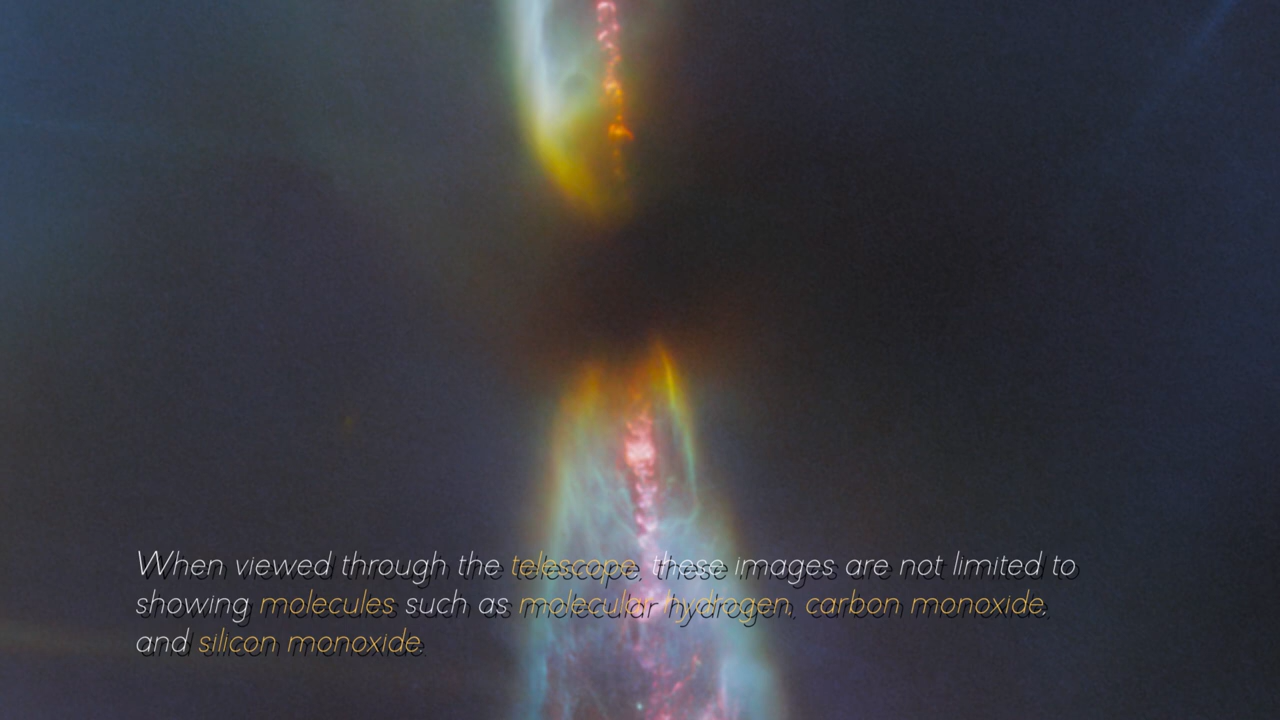 When viewed through the telescope, these images are not limited to
showing molecules such as molecular hydrogen, carbon monoxide,
and silicon monoxide.